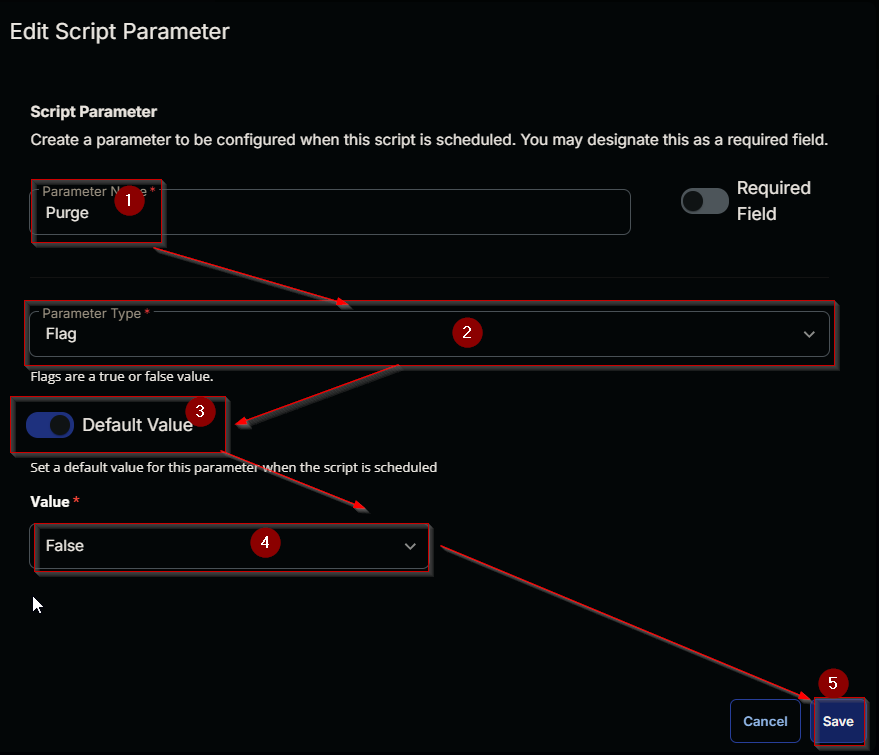 Edit Script Parameter
Script Parameter
Create a parameter to be configured when this script is scheduled. You may designate this as a required field.
Parameter Name *
1
Purge
Required
Field
Parameter Type *
Flag
2
Flags are a true or false value.
3
Default Value
Set a default value for this parameter when the script is scheduled
Value *
False
4
5
Cancel
Save